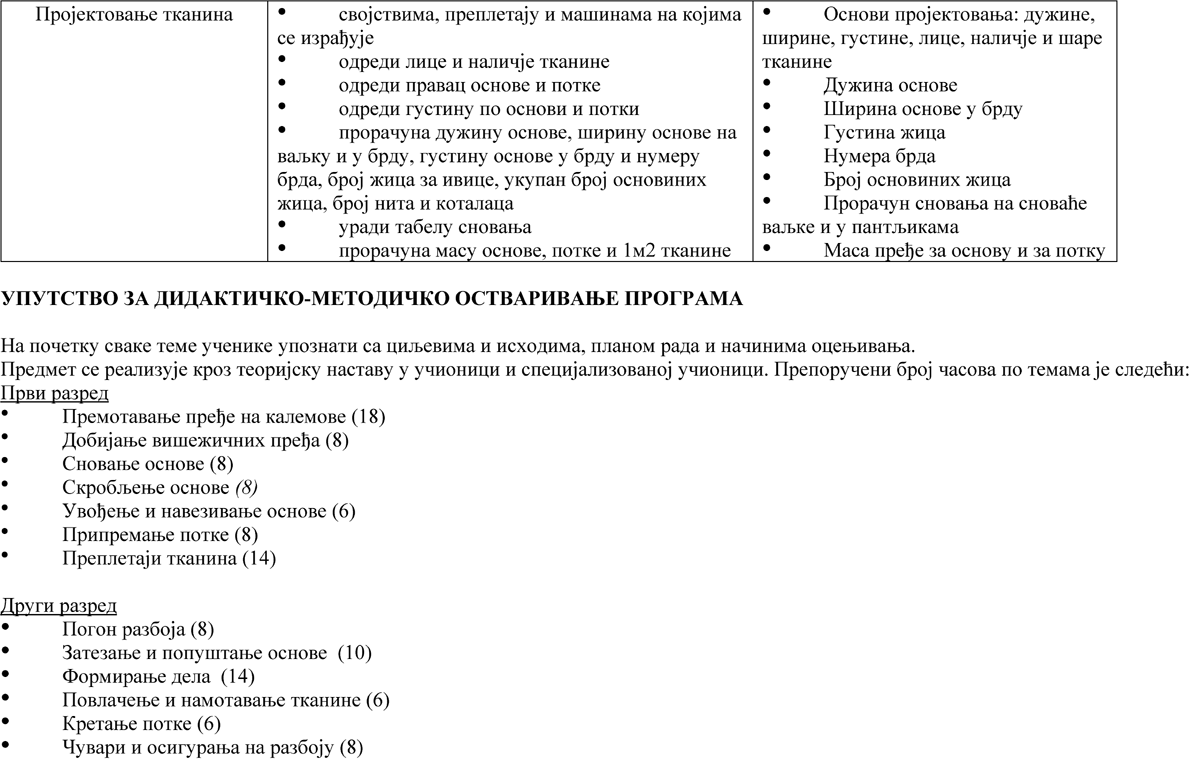 Пројектовање тканина
• својствима, преплетају и машинама на којима
се израђује
• одреди лице и наличје тканине
• одреди правац основе и потке
• одреди густину по основи и потки
• прорачуна дужину основе, ширину основе на
ваљку и у брду, густину основе у брду и нумеру
брда, број жица за ивице, укупан број основиних
жица, број нита и коталаца
• уради табелу сновања
• прорачуна масу основе, потке и 1м2 тканине
• Основи пројектовања: дужине,
ширине, густине, лице, наличје и шаре
тканине
• Дужина основе
• Ширина основе у брду
• Густина жица
• Нумера брда
• Број основиних жица
• Прорачун сновања на сноваће
ваљке и у пантљикама
• Маса пређе за основу и за потку
УПУТСТВО ЗА ДИДАКТИЧКО-МЕТОДИЧКО ОСТВАРИВАЊЕ ПРОГРАМА
На почетку сваке теме ученике упознати са циљевима и исходима, планом рада и начинима оцењивања.
Предмет се реализује кроз теоријску наставу у учионици и специјализованој учионици. Препоручени број часова по темама је следећи:
Први разред
• Премотавање пређе на калемове (18)
• Добијање вишежичних пређа (8)
• Сновање основе (8)
• Скробљење основе (8)
• Увођење и навезивање основе (6)
• Припремање потке (8)
• Преплетаји тканина (14)
Други разред
• Погон разбоја (8)
• Затезање и попуштање основе (10)
• Формирање дела (14)
• Повлачење и намотавање тканине (6)
• Кретање потке (6)
• Чувари и осигурања на разбоју (8)